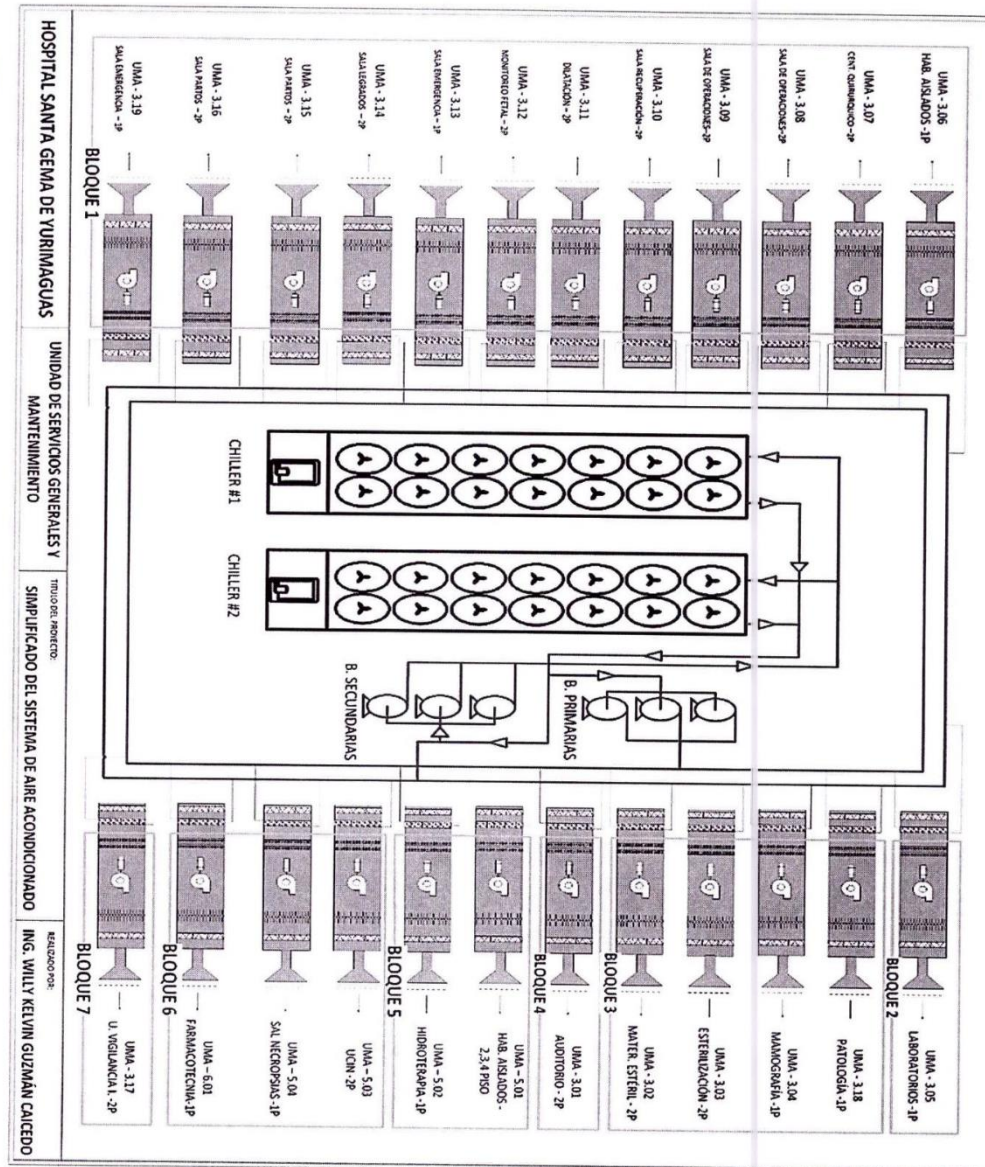 UMA - 3.19
SALA EMERGENCIA – 1P
UMA - 3.16
SALA PARTOS – 2P
UMA - 3.15
SALA PARTOS – 2P
UMA - 3.14
SALA LEGRADOS – 2P
UMA - 3.13
SALA EMERGENCIA – 1P
UMA - 3.12
MONITOREO FETAL – 2P
UMA - 3.11
DILATACIÓN – 2P
UMA - 3.10
SALA RECUPERACIÓN – 2P
UMA - 3.09
SALA DE OPERACIONES-2P
UMA - 3.08
SALA DE OPERACIONES-2P
UMA - 3.07
CENT. QUIRURGICO -2P
UMA - 3.06
HAB. AISLADOS -1P
BLOQUE 1
CHILLER #1
CHILLER #2
B. SECUNDARIAS
B. PRIMARIAS
BLOQUE 7
BLOQUE 6
BLOQUE 5
BLOQUE 4
BLOQUE 3
BLOQUE 2
UMA - 3.17
U. VIGILANCIA I. -2P
UMA – 6.01
FARMACOTECNIA-1P
UMA – 5.04
SAL NECROPSIAS -1P
UMA – 5.03
UCIN -2P
UMA – 5.02
HIDROTERAPIA -1P
UMA – 5.01
HAB. AISLADOS -
2,3,4 PISO
UMA - 3.01
AUDITORIO - 2P
UMA - 3.02
MATER. ESTÉRIL - 2P
UMA - 3.03
ESTERILIZACIÓN -2P
UMA - 3.04
MAMOGRAFÍA -1P
UMA - 3.18
PATOLOGÍA -1P
UMA - 3.05
LABORATORIOS-1P
HOSPITAL SANTA GEMA DE YURIMAGUAS
UNIDAD DE SERVICIOS GENERALES Y
MANTENIMIENTO
TITULO DEL PROYECTO:
SIMPLIFICADO DEL SISTEMA DE AIRE ACONDICIONADO
REALIZADO POR:
ING. WILLY KELVIN GUZMÁN CAICEDO